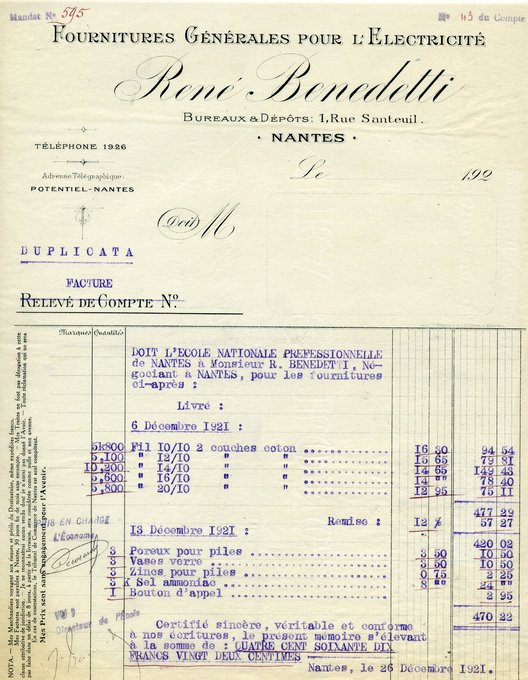 Mandat N° 595
N° 43 du Compte
FOURNITURES GÉNÉRALES POUR L'ELECTRICITÉ
René Benedetti
BUREAUX & DÉPÔTS: 1, RUE SANTEUIL.
NANTES
TÉLÉPHONE 19.26
Adresse Télégraphique:
POTENTIEL-NANTES
Le 192
Doit M
DUPLICATA
FACTURE
RELEVÉ DE COMPTE N°
Marques Quantités
DOIT L'ECOLE NATIONALE PREFESSIONNELLE
de NANTES à Monsieur R. BENEDETTI, Né-
gociant à NANTES, pour les fournitures
ci-après :
Livré :
6 Décembre 1921 :
5k800 Fil 10/10 2 couches coton 16 30 94 54
5,100 " 12/10 " " 15 65 79 81
10,200 " 14/10 " " 14 65 149 43
5,600 " 16/10 " " 14 "" 78 40
5,800 " 20/10 " " 12 95 75 11
477 29
Remise : 12 % 57 27
13 Décembre 1921 : 420 02
3 Poreux pour piles 3 50 10 50
3 Vases verre 3 50 10 50
3 Zincs pour piles 0 75 2 25
3 k Sel ammoniac 8 "" 24 ""
1 Bouton d'appel 2 95
470 22
PRIS EN CHARGE
L'Économe,
VU :
Directeur de l'École
Certifié sincère, véritable et conforme
à nos écritures, le présent mémoire s'élevant
à la somme de : QUATRE CENT SOIXANTE DIX
FRANCS VINGT DEUX CENTIMES
Nantes, le 26 Décembre 1921.
Mes Prix sont sans engagement pour l'Avenir.